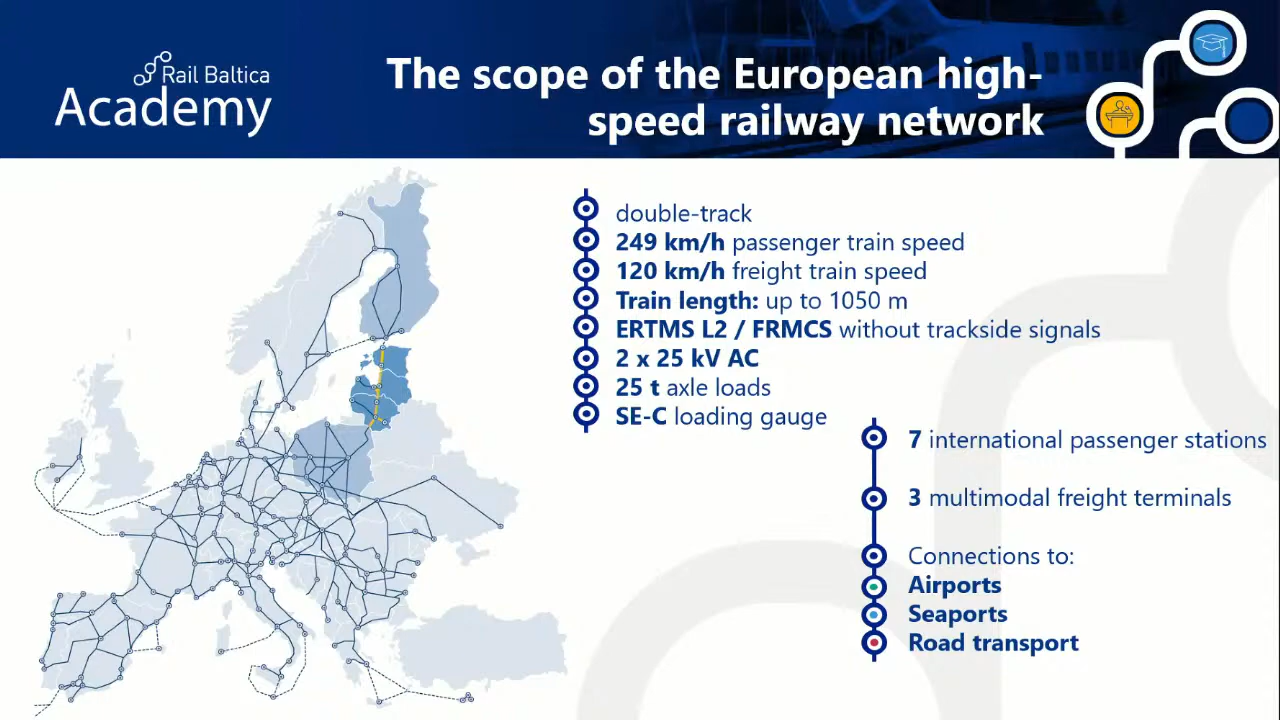 Rail Baltica
Academy
The scope of the European high-
speed railway network
double-track
249 km/h passenger train speed
120 km/h freight train speed
Train length: up to 1050 m
ERTMS L2 / FRMCS without trackside signals
2 x 25 kV AC
25 t axle loads
SE-C loading gauge
7 international passenger stations
3 multimodal freight terminals
Connections to:
Airports
Seaports
Road transport